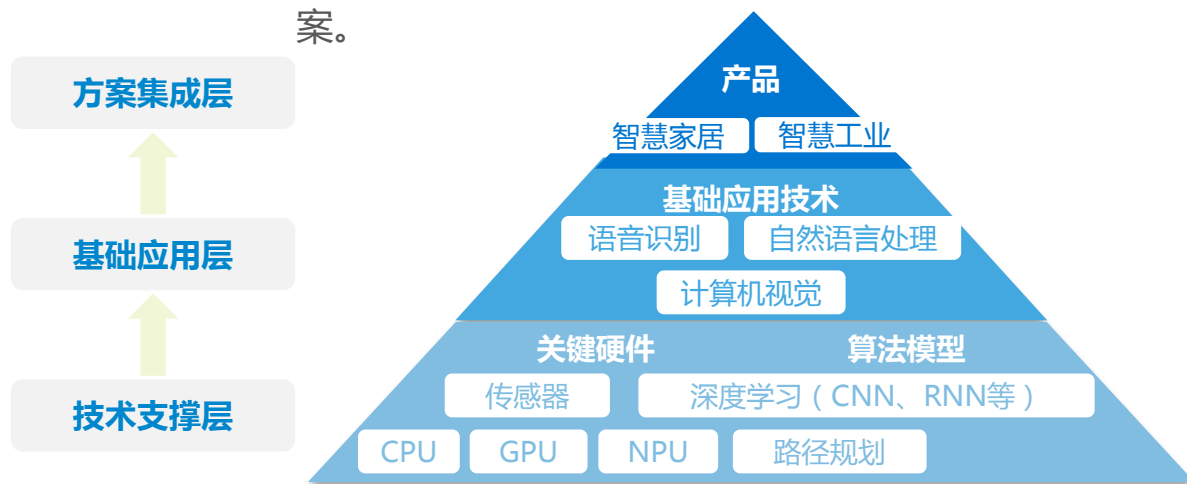 案。
方案集成层
基础应用层
技术支撑层
产品
智慧家居 智慧工业
基础应用技术
语音识别 自然语言处理
计算机视觉
关键硬件 算法模型
传感器 深度学习（CNN、RNN等）
CPU GPU NPU 路径规划